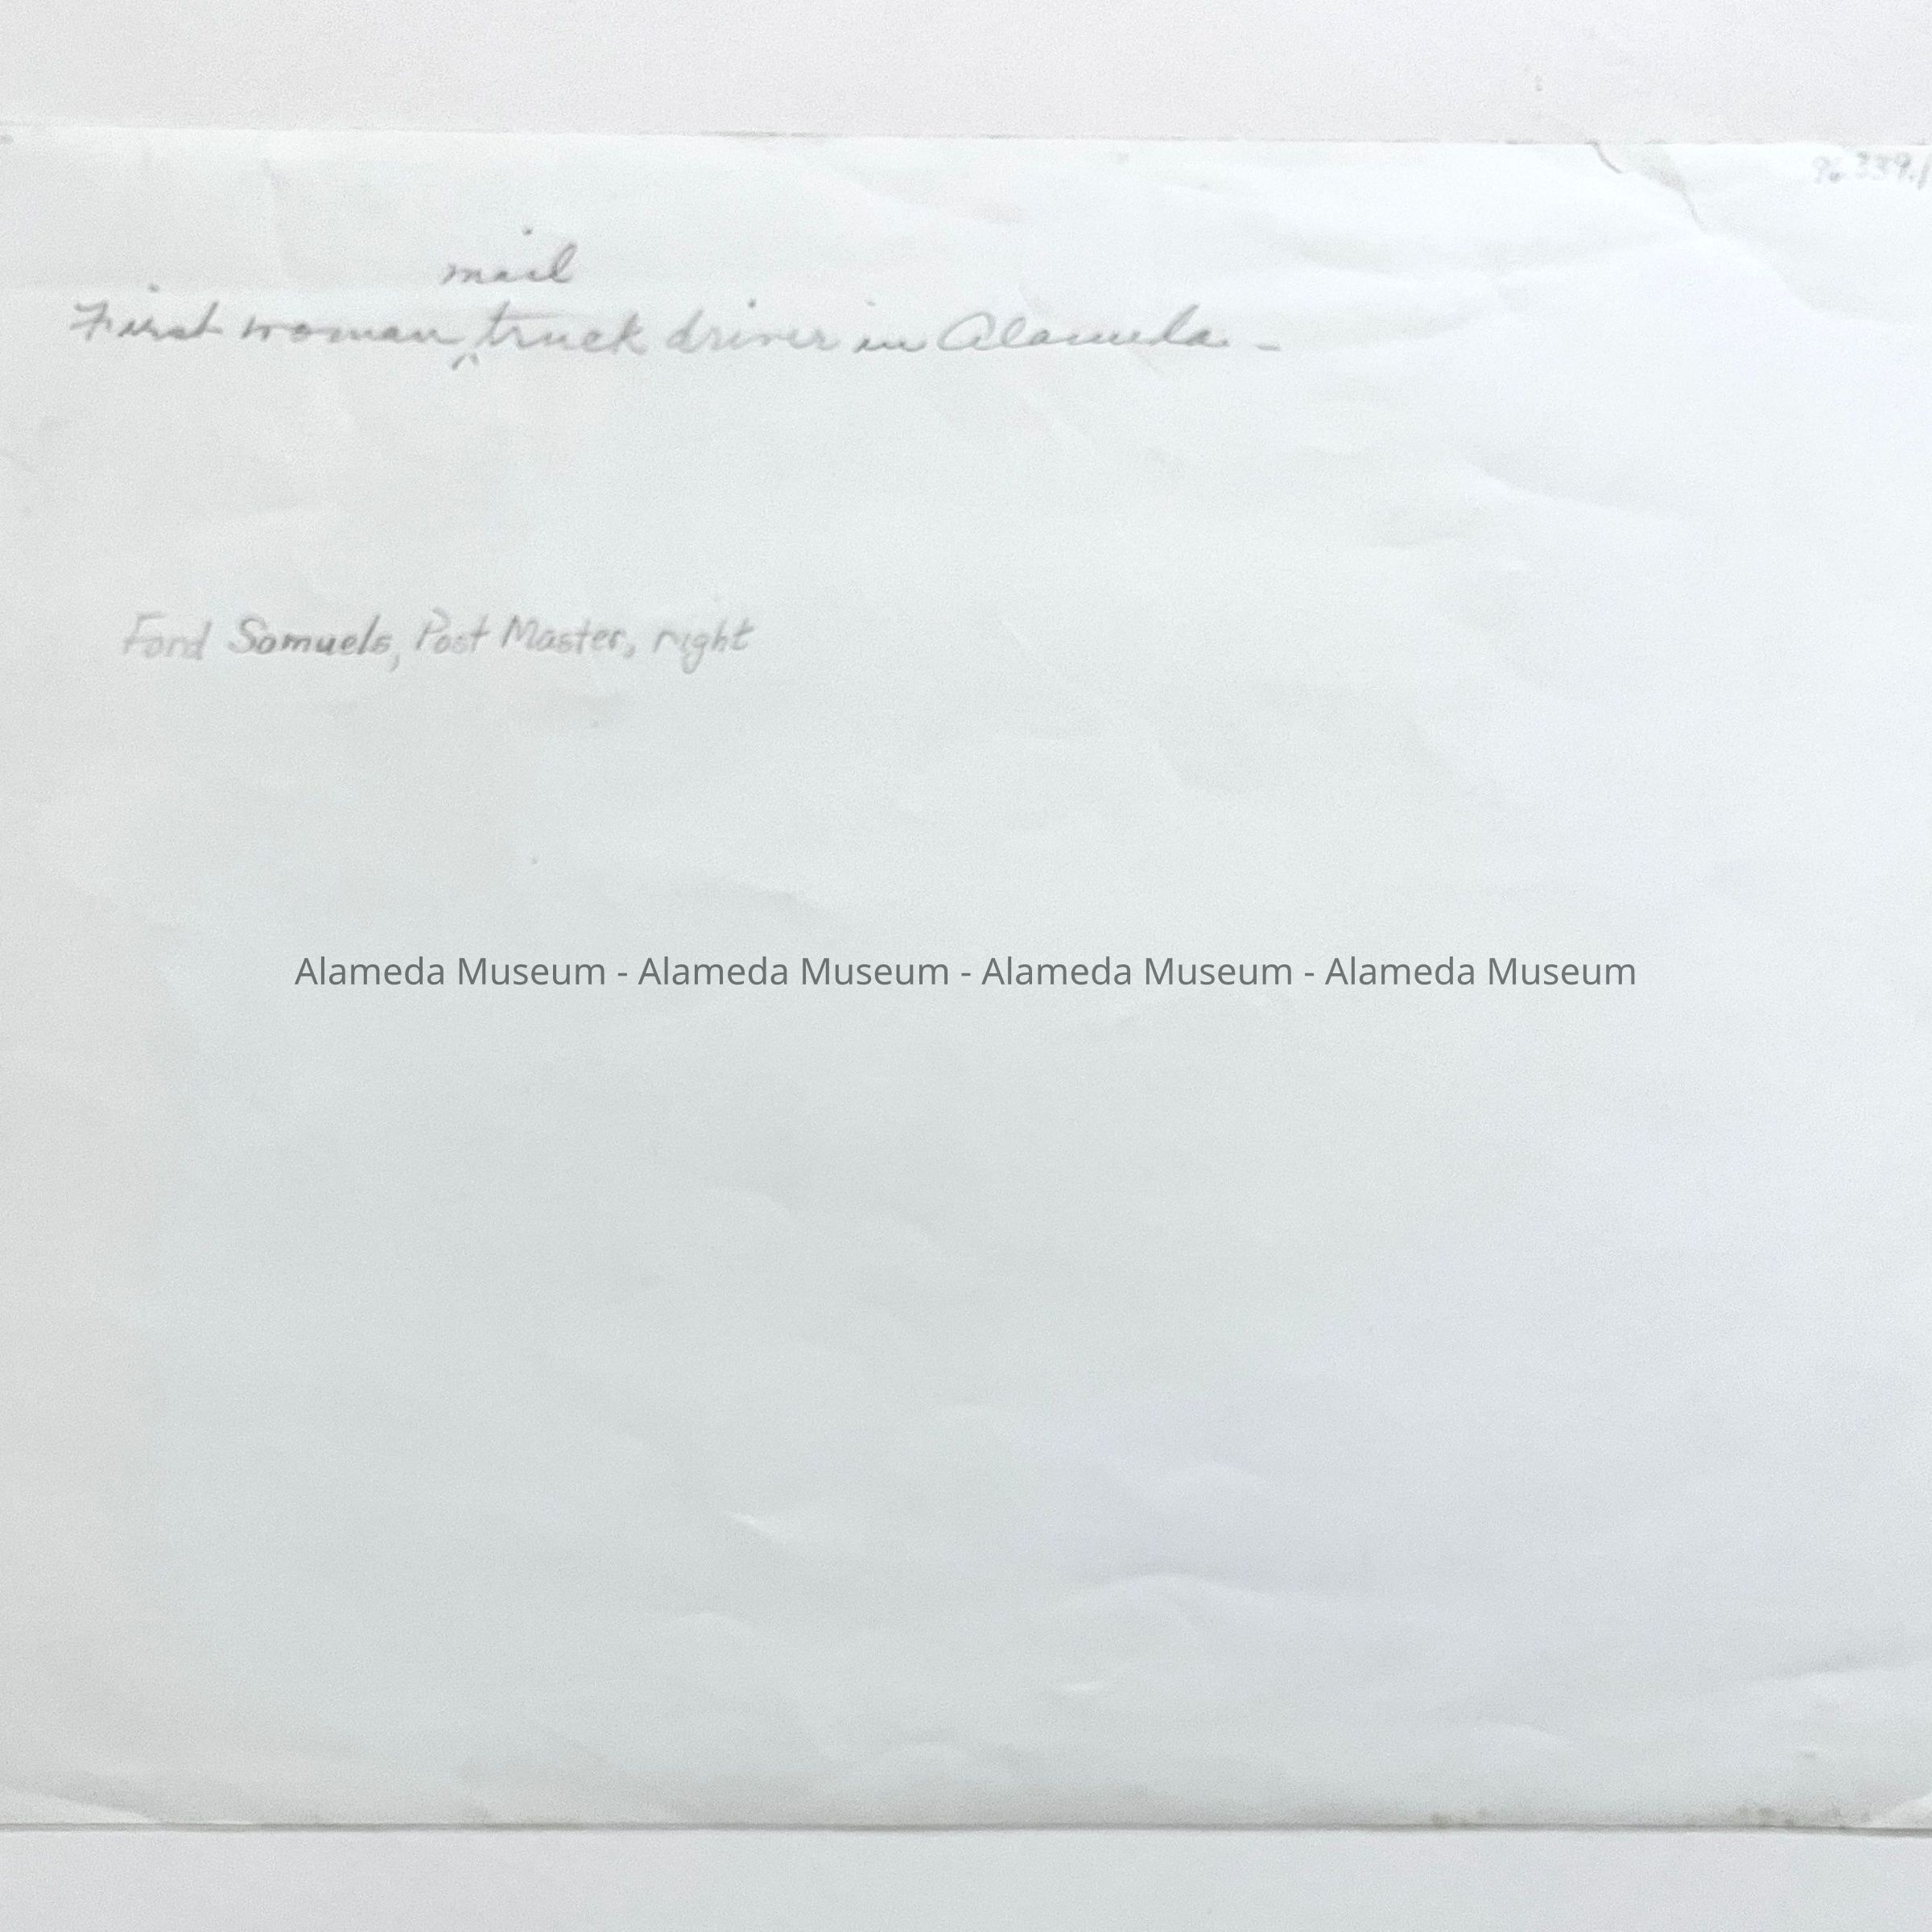 96.339.1
mail
First woman ‸ truck driver in Alameda. -
Ford Samuels, Post Master, right
Alameda Museum - Alameda Museum - Alameda Museum - Alameda Museum